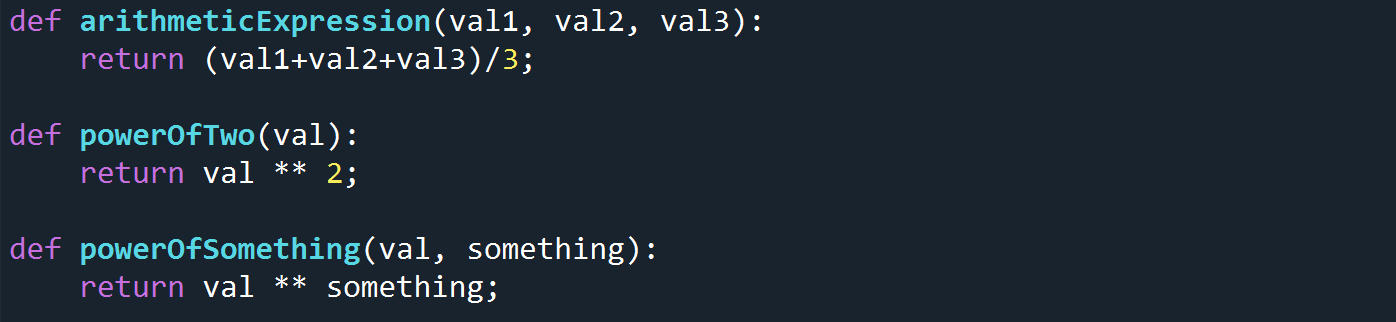 def arithmeticExpression(val1, val2, val3):
    return (val1+val2+val3)/3;
def powerOfTwo(val):
    return val ** 2;
def powerOfSomething(val, something):
    return val ** something;